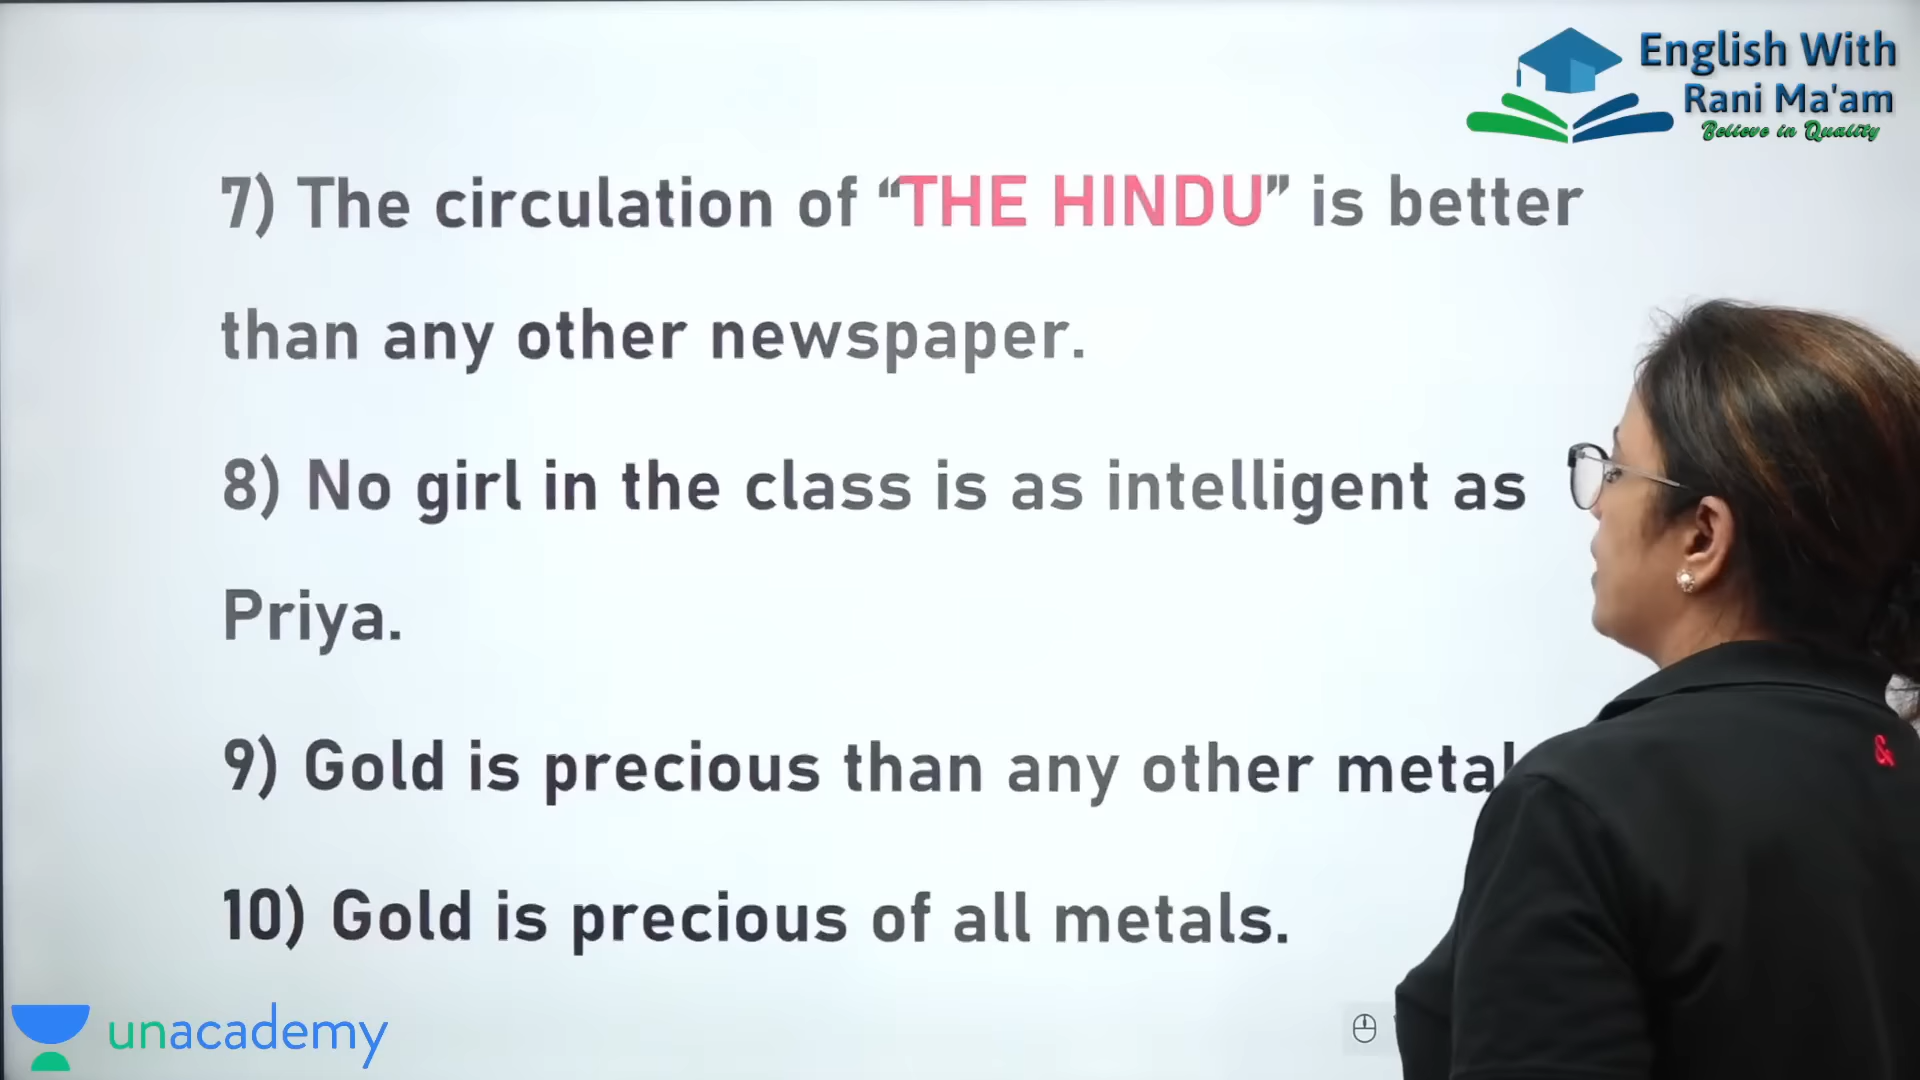 English With
Rani Ma'am
Believe in Quality
7) The circulation of “THE HINDU” is better
than any other newspaper.
8) No girl in the class is as intelligent as
Priya.
9) Gold is precious than any other metal
10) Gold is precious of all metals.
&
unacademy